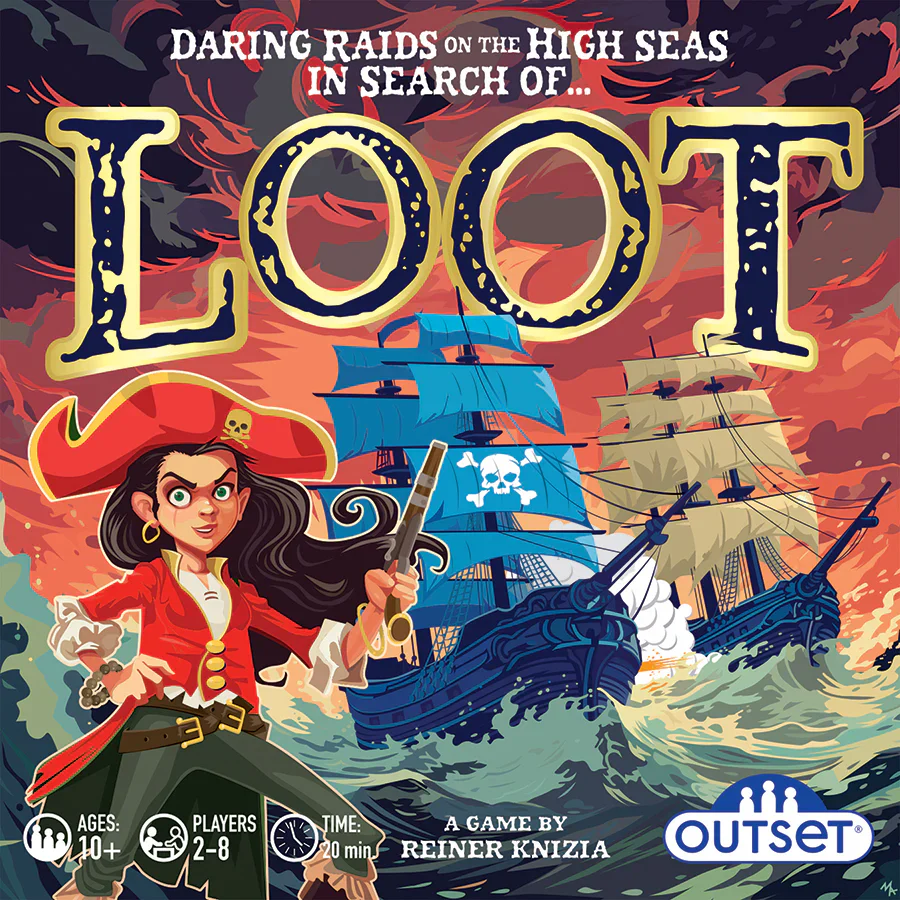 DARING RAIDS ON THE HIGH SEAS
IN SEARCH OF...
LOOT
AGES:
10+
PLAYERS
2-8
TIME:
20 min
A GAME BY
REINER KNIZIA
OUTSET®
MA